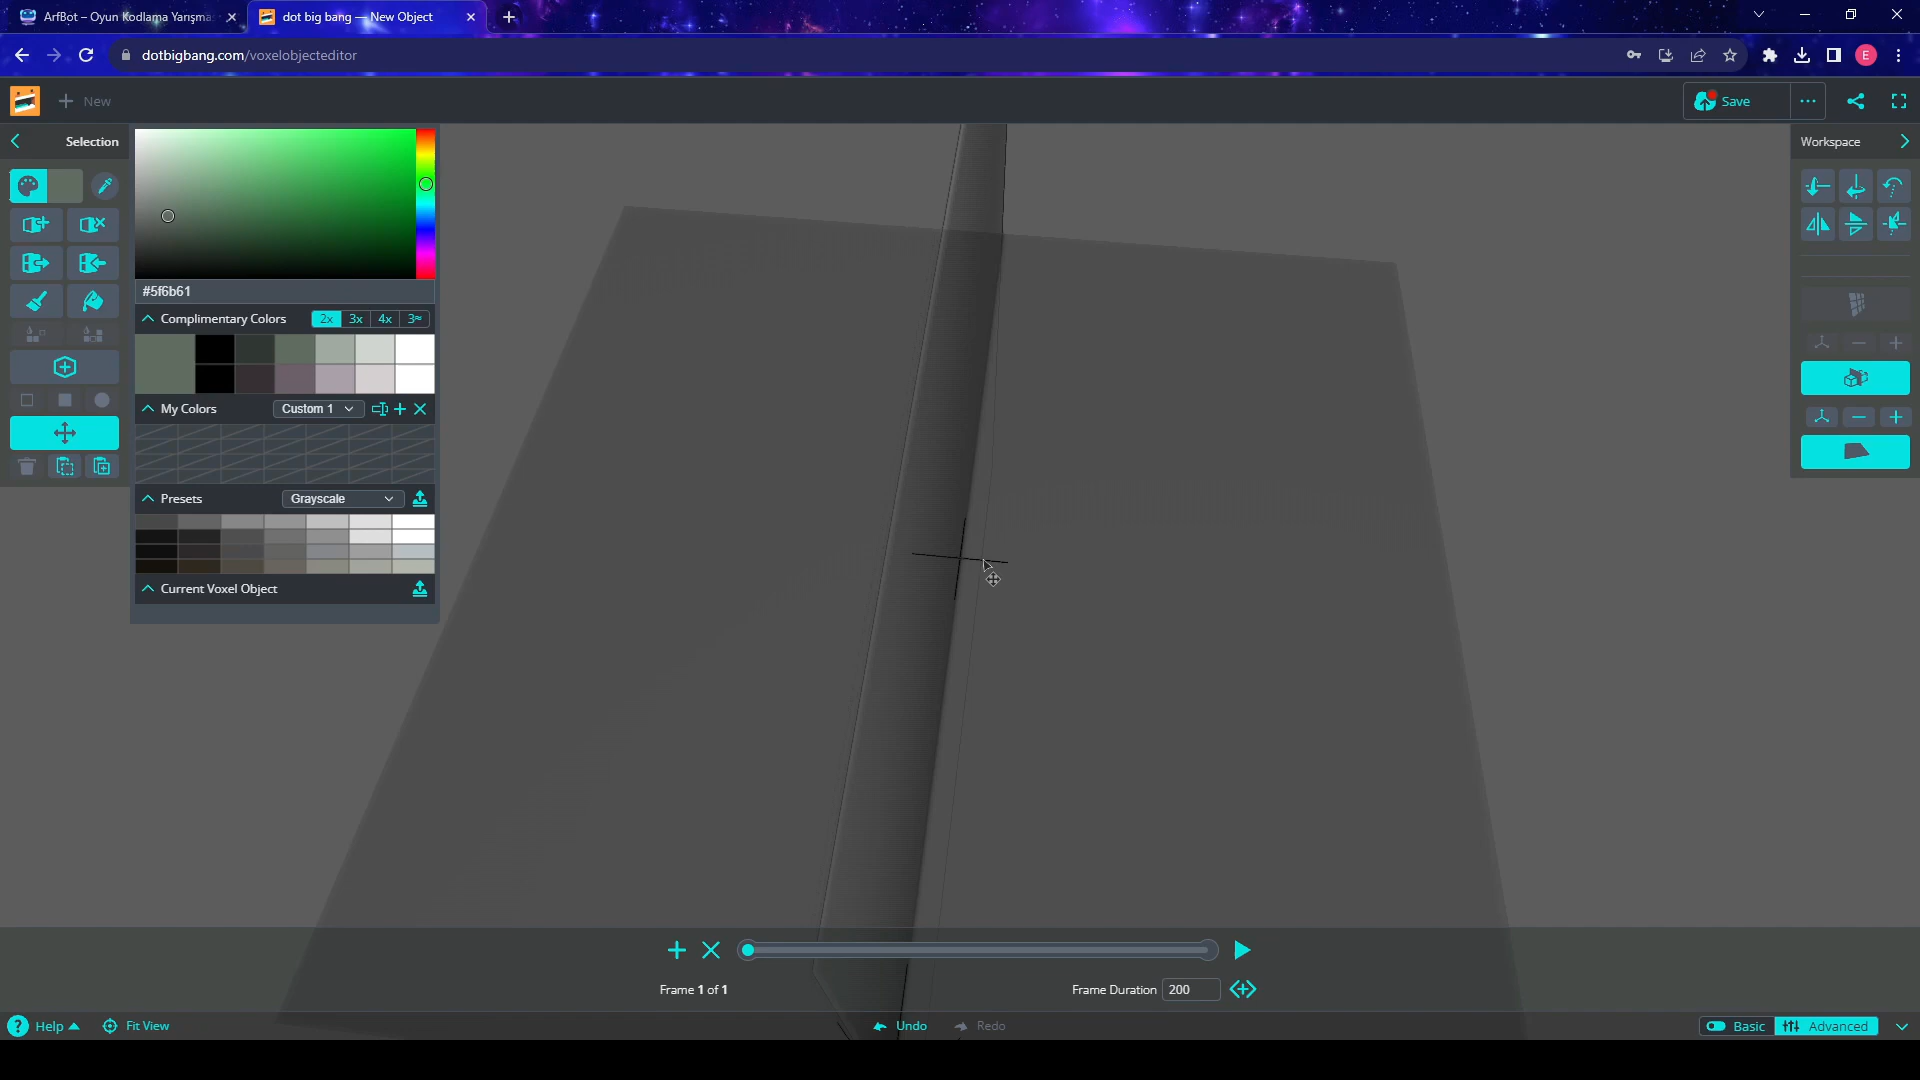 ArfBot – Oyun Kodlama Yarışma
dot big bang — New Object
dotbigbang.com/voxelobjecteditor
E
New
Save
Selection
Workspace
#5f6b61
Complimentary Colors
2x
3x
4x
3≈
My Colors
Custom 1
Presets
Grayscale
Current Voxel Object
Frame 1 of 1
Frame Duration
200
? Help
Fit View
Undo
Redo
Basic
Advanced